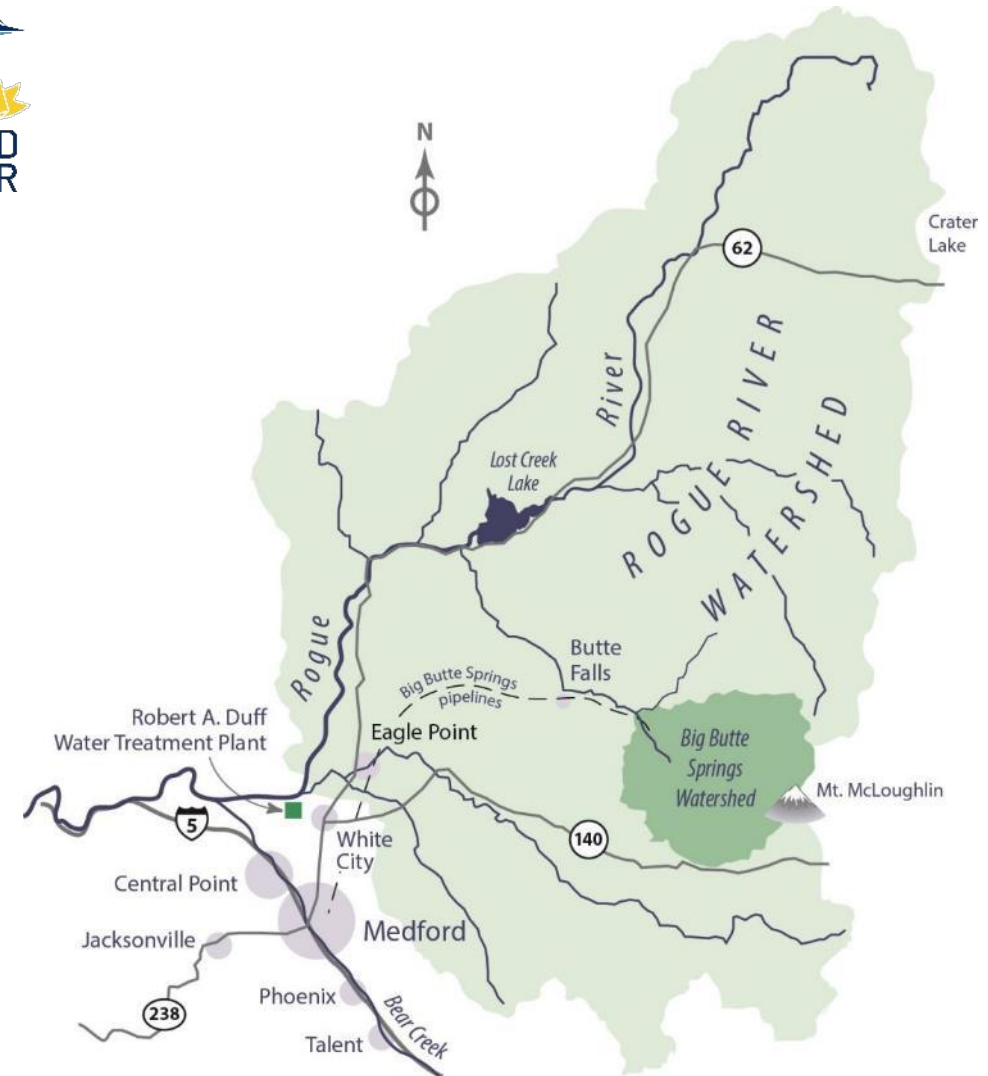 D
R
N
Crater
Lake
62
River
ROGUE RIVER
WATERSHED
Lost Creek
Lake
Rogue
Butte
Falls
Big Butte Springs
pipelines
Robert A. Duff
Water Treatment Plant
Eagle Point
Big Butte
Springs
Watershed
Mt. McLoughlin
5
White
City
140
Central Point
Medford
Jacksonville
238
Phoenix
Bear Creek
Talent